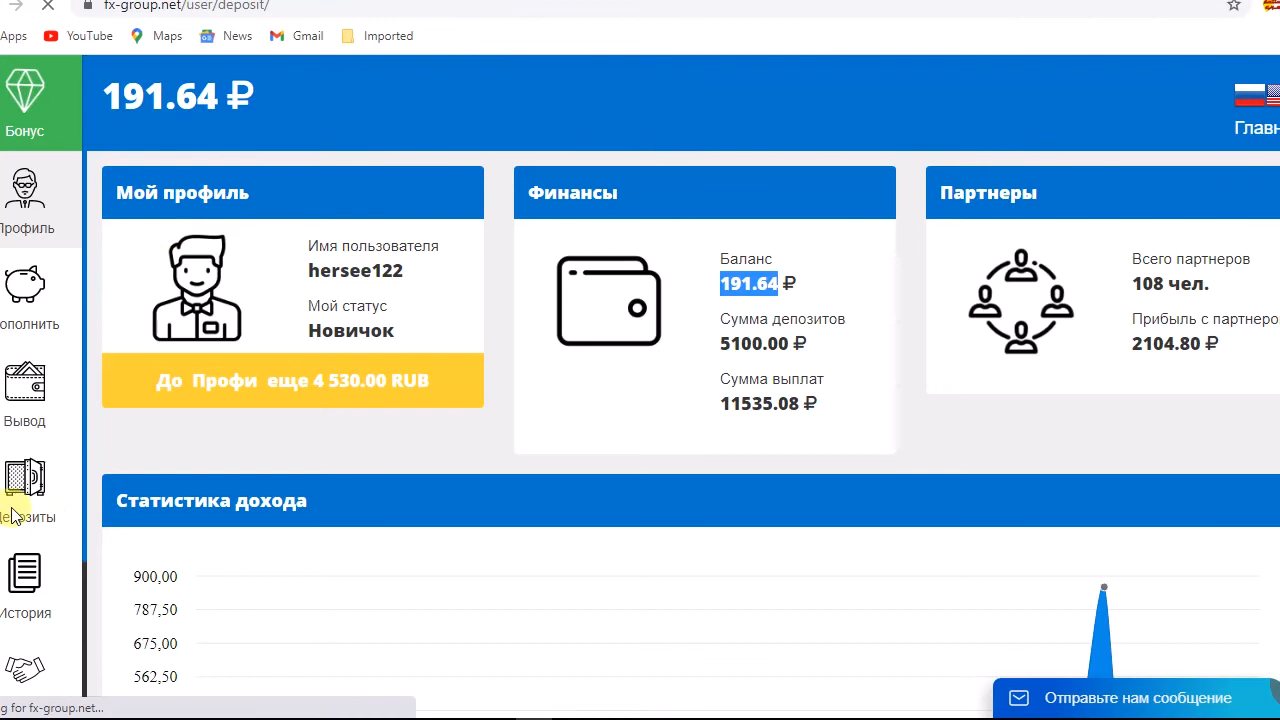 fx-group.net/user/deposit/
Apps YouTube Maps News Gmail Imported
191.64 ₽
Главн
Бонус
Профиль
ополнить
Вывод
Депозиты
История
Мой профиль
Имя пользователя
hersee122
Мой статус
Новичок
До Профи еще 4 530.00 RUB
Финансы
Баланс
191.64 ₽
Сумма депозитов
5100.00 ₽
Сумма выплат
11535.08 ₽
Партнеры
Всего партнеров
108 чел.
Прибыль с партнеро
2104.80 ₽
Статистика дохода
900,00
787,50
675,00
562,50
Отправьте нам сообщение
g for fx-group.net...